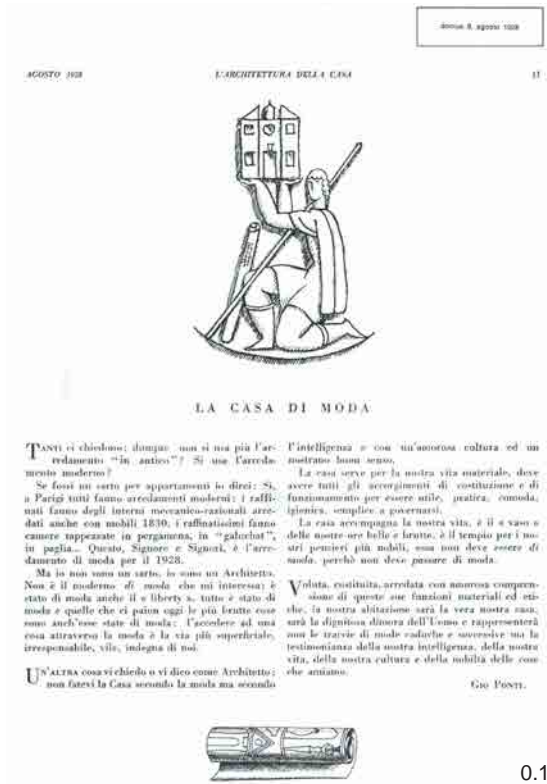 domus 8, agosto 1928
AGOSTO 1928
L'ARCHITETTURA DELLA CASA
11
LA CASA DI MODA
TANTI ci chiedono: dunque non si usa più l'ar-
redamento "in antico"? Si usa l'arreda-
mento moderno?
Se fossi un sarto per appartamenti io direi: Sì,
a Parigi tutti fanno arredamenti moderni: i raffi-
nati fanno degli interni meccanico-razionali arre-
dati anche con mobili 1830, i raffinatissimi fanno
camere tappezzate in pergamena, in "galuchat",
in paglia... Questo, Signore e Signori, è l'arre-
damento di moda per il 1928.
Ma io non sono un sarto, io sono un Architetto.
Non è il moderno di moda che mi interessa: è
stato di moda anche il « liberty », tutto è stato di
moda e quelle che ci paion oggi le più brutte cose
sono anch'esse state di moda: l'accedere ad una
cosa attraverso la moda è la via più superficiale,
irresponsabile, vile, indegna di noi.
UN'ALTRA cosa vi chiedo o vi dico come Architetto:
non fatevi la Casa secondo la moda ma secondo
l'intelligenza e con un'amorosa cultura ed un
nostrano buon senso.
La casa serve per la nostra vita materiale, deve
avere tutti gli accorgimenti di costituzione e di
funzionamento per essere utile, pratica, comoda,
igienica, semplice a governarsi.
La casa accompagna la nostra vita, è il « vaso »
delle nostre ore belle e brutte, è il tempio per i no-
stri pensieri più nobili, essa non deve essere di
moda, perchè non deve passare di moda.
Voluta, costituita, arredata con amorosa compren-
sione di queste sue funzioni materiali ed eti-
che, la nostra abitazione sarà la vera nostra casa,
sarà la dignitosa dimora dell'Uomo e rappresenterà
non le traveie di mode caduche e successive ma la
testimonianza della nostra intelligenza, della nostra
vita, della nostra cultura e della nobiltà delle cose
che amiamo.
GIO PONTI.
0.1